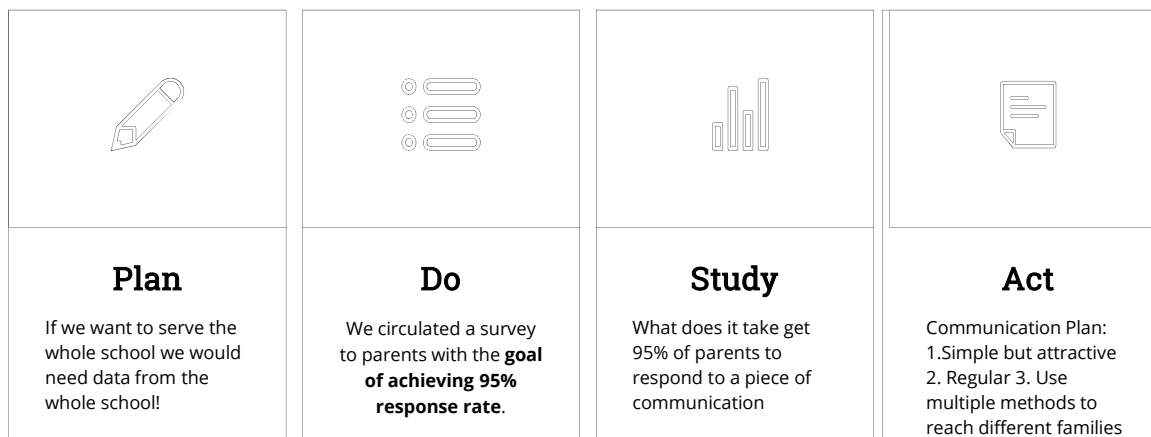 Plan
If we want to serve the
whole school we would
need data from the
whole school!
Do
We circulated a survey
to parents with the goal
of achieving 95%
response rate.
Study
What does it take get
95% of parents to
respond to a piece of
communication
Act
Communication Plan:
1.Simple but attractive
2. Regular 3. Use
multiple methods to
reach different families